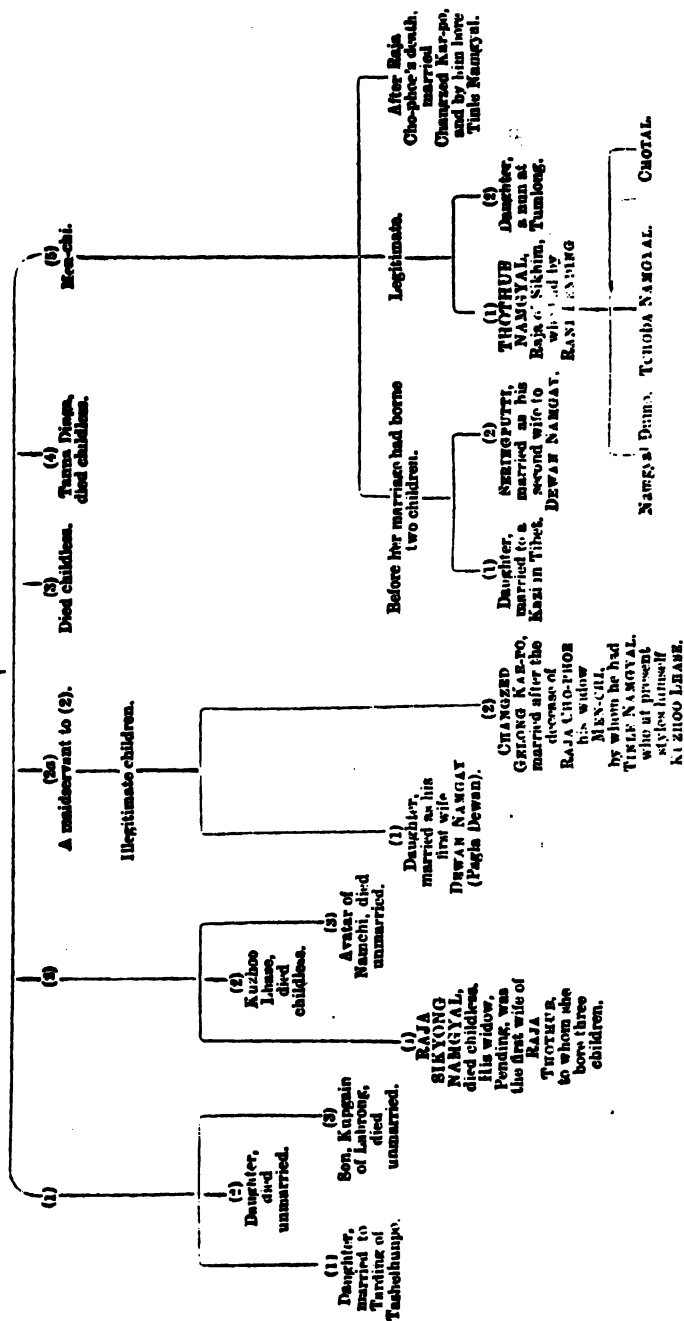 (1)
(2)
(2a)
A maidservant to (2).
(3)
Died childless.
(4)
Tanma Dinga,
died childless.
(5)
Men-chi.
Illegitimate children.
(1)
Daughter,
married to
Tarding of
Tashelhunpo.
(2)
Daughter,
died
unmarried.
(3)
Son, Kupgain
of Labrong,
died
unmarried.
(1)
RAJA
SIKYONG
NAMGYAL,
died childless.
His widow,
Pending, was
the first wife of
RAJA
THOTHUB,
to whom she
bore three
children.
(2)
Kuzhoo
Lhase,
died
childless.
(3)
Avatar of
Namchi, died
unmarried.
(1)
Daughter,
married as his
first wife
DEWAN NAMGAY
(Pagla Dewan).
(2)
CHANGZED
GELONG KAR-PO,
married after the
decease of
RAJA CHO-PHOR
his widow
MEN-CHI,
by whom he had
TINLE NAMGYAL.
who at present
styles himself
KUZHOO LHASE.
Before her marriage had borne
two children.
(1)
Daughter,
married to a
Kazi in Tibet.
(2)
SERINGPUTTI,
married as his
second wife to
DEWAN NAMGAY.
Legitimate.
(1)
THOTHUB
NAMGYAL,
Raja of Sikhim,
who had by
RANI PENDING
(2)
Daughter,
a nun at
Tumlong.
After Raja
Cho-phor's death,
married
Changzed Kar-po,
and by him bore
Tinle Namgyal.
Namgyal
TCHODA NAMGYAL.
CHOTAL.